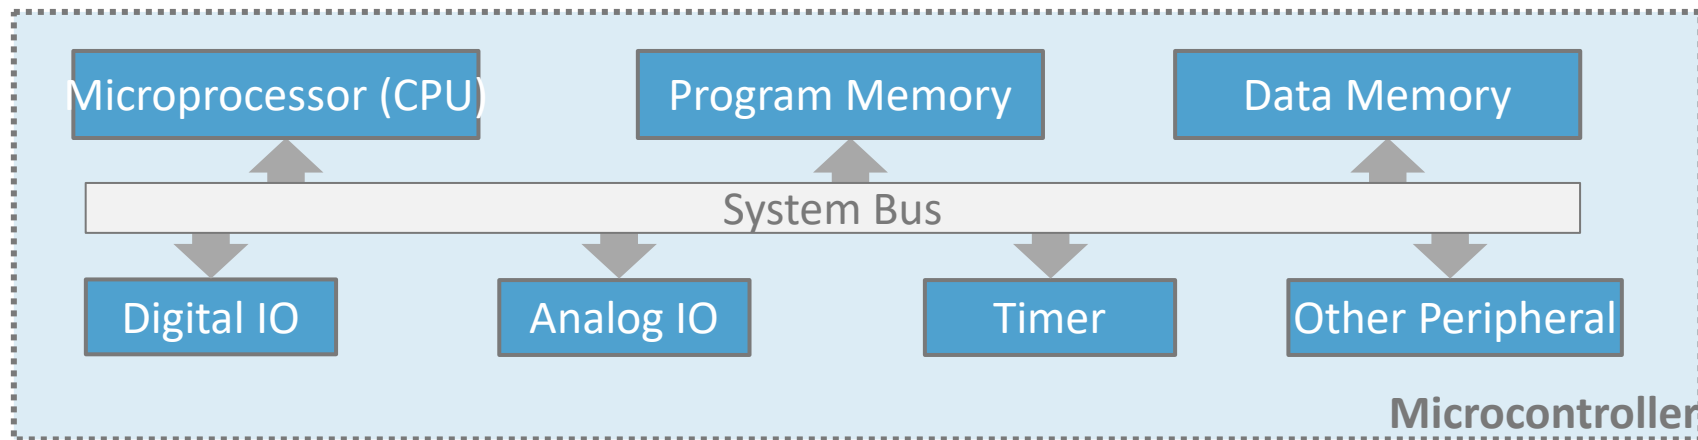 Microprocessor (CPU)
Program Memory
Data Memory
System Bus
Digital IO
Analog IO
Timer
Other Peripheral
Microcontroller